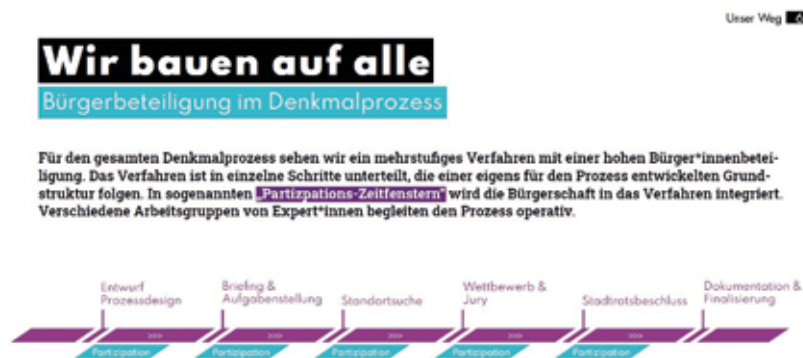 Unser Weg
Wir bauen auf alle
Bürgerbeteiligung im Denkmalprozess
Für den gesamten Denkmalprozess sehen wir ein mehrstufiges Verfahren mit einer hohen Bürger*innenbetei-
ligung. Das Verfahren ist in einzelne Schritte unterteilt, die einer eigens für den Prozess entwickelten Grund-
struktur folgen. In sogenannten „Partizpations-Zeitfenstern" wird die Bürgerschaft in das Verfahren integriert.
Verschiedene Arbeitsgruppen von Expert*innen begleiten den Prozess operativ.
Entwurf
Prozessdesign
Briefing &
Aufgabenstellung
Standortsuche
Wettbewerb &
Jury
Stadtratsbeschluss
Dokumentation &
Finalisierung
>>> >>> >>> >>> >>>
Partizipation Partizipation Partizipation Partizipation Partizipation